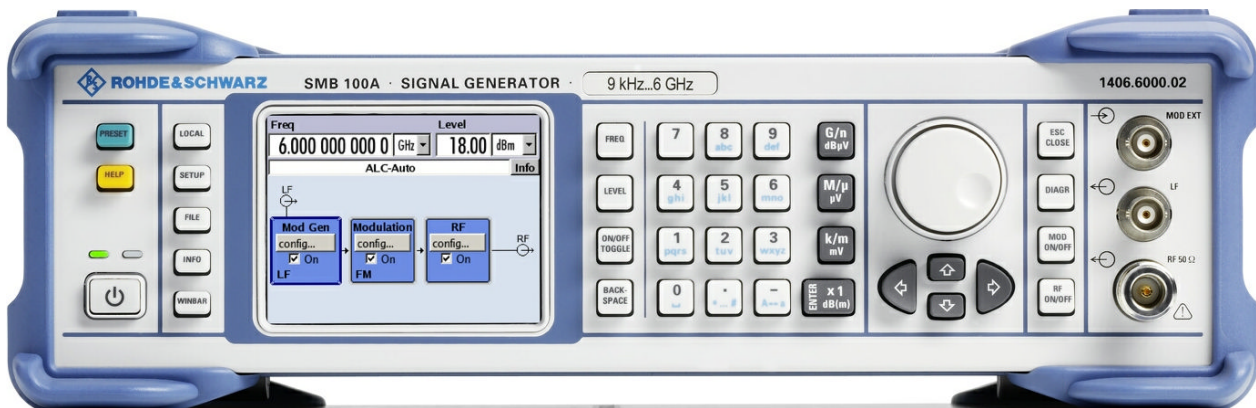 ROHDE&SCHWARZ SMB 100A · SIGNAL GENERATOR · 9 kHz...6 GHz 1406.6000.02
PRESET
HELP
LOCAL
SETUP
FILE
INFO
WINBAR
Freq Level
6.000 000 000 0 GHz 18.00 dBm
ALC-Auto Info
LF
Mod Gen Modulation RF
config... config... config...
On On On
LF FM
RF
FREQ 7 8 abc 9 def G/n dBµV
LEVEL 4 ghi 5 jkl 6 mno M/µ µV
ON/OFF TOGGLE 1 pqrs 2 tuv 3 wxyz k/m mV
BACK-SPACE 0 . *...# - ENTER x1 dB(m)
ESC CLOSE
DIAGR
MOD ON/OFF
RF ON/OFF
MOD EXT
LF
RF 50 Ω